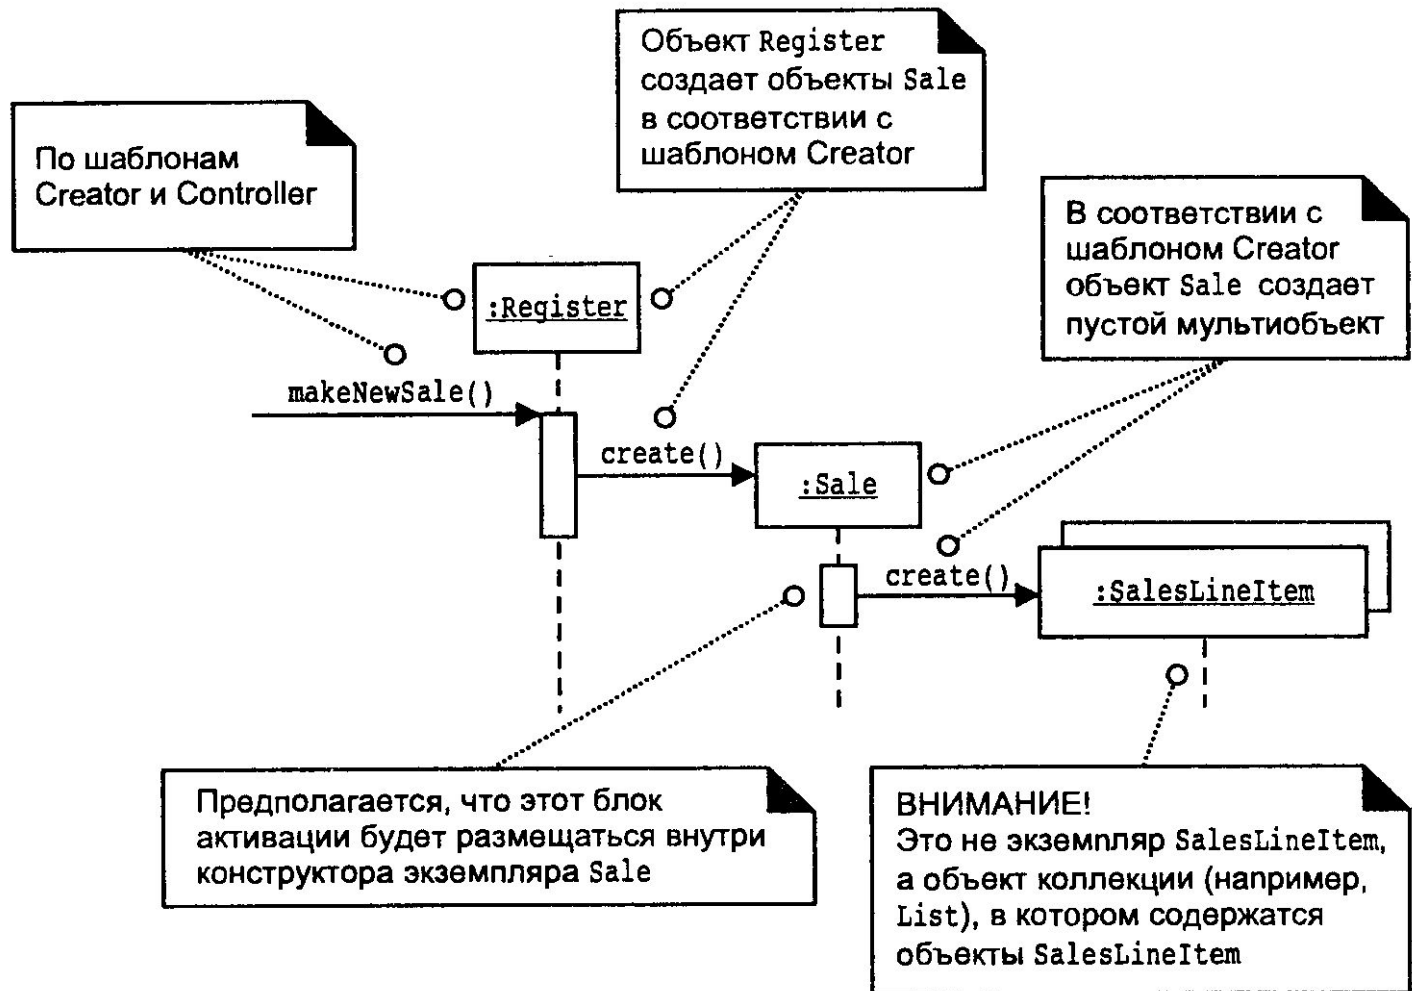 Объект Register
создает объекты Sale
в соответствии с
шаблоном Creator
По шаблонам
Creator и Controller
В соответствии с
шаблоном Creator
объект Sale создает
пустой мультиобъект
:Register
makeNewSale()
create()
:Sale
create()
:SalesLineItem
Предполагается, что этот блок
активации будет размещаться внутри
конструктора экземпляра Sale
ВНИМАНИЕ!
Это не экземпляр SalesLineItem,
а объект коллекции (например,
List), в котором содержатся
объекты SalesLineItem